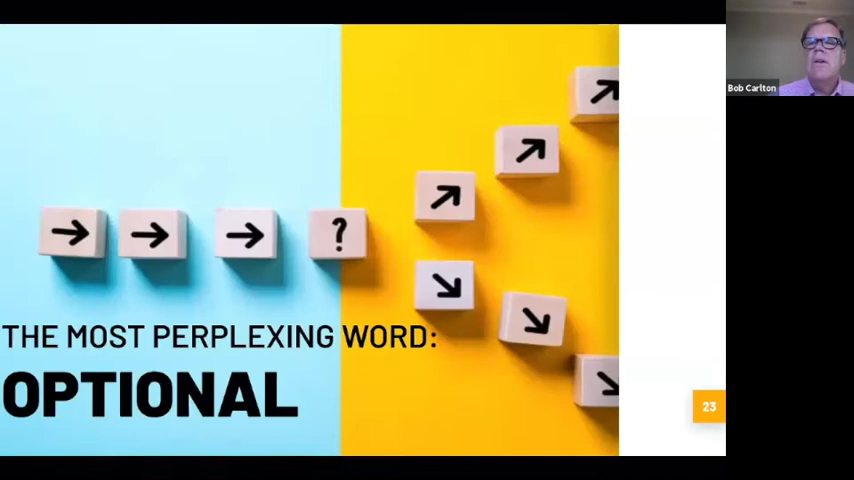 Bob Carlton
?
THE MOST PERPLEXING WORD:
OPTIONAL
23